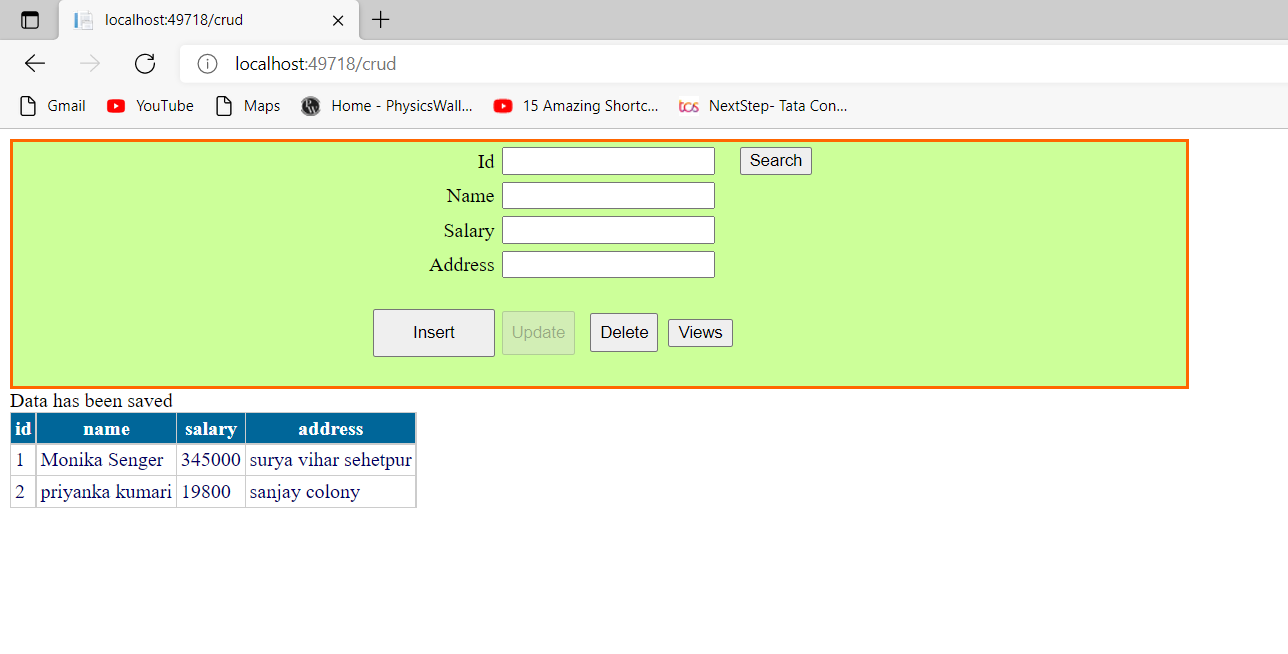 localhost:49718/crud
localhost:49718/crud
Gmail YouTube Maps Home - PhysicsWall... 15 Amazing Shortc... tcs NextStep- Tata Con...
Id Search
Name
Salary
Address
Insert Update Delete Views
Data has been saved
id name salary address
1 Monika Senger 345000 surya vihar sehetpur
2 priyanka kumari 19800 sanjay colony